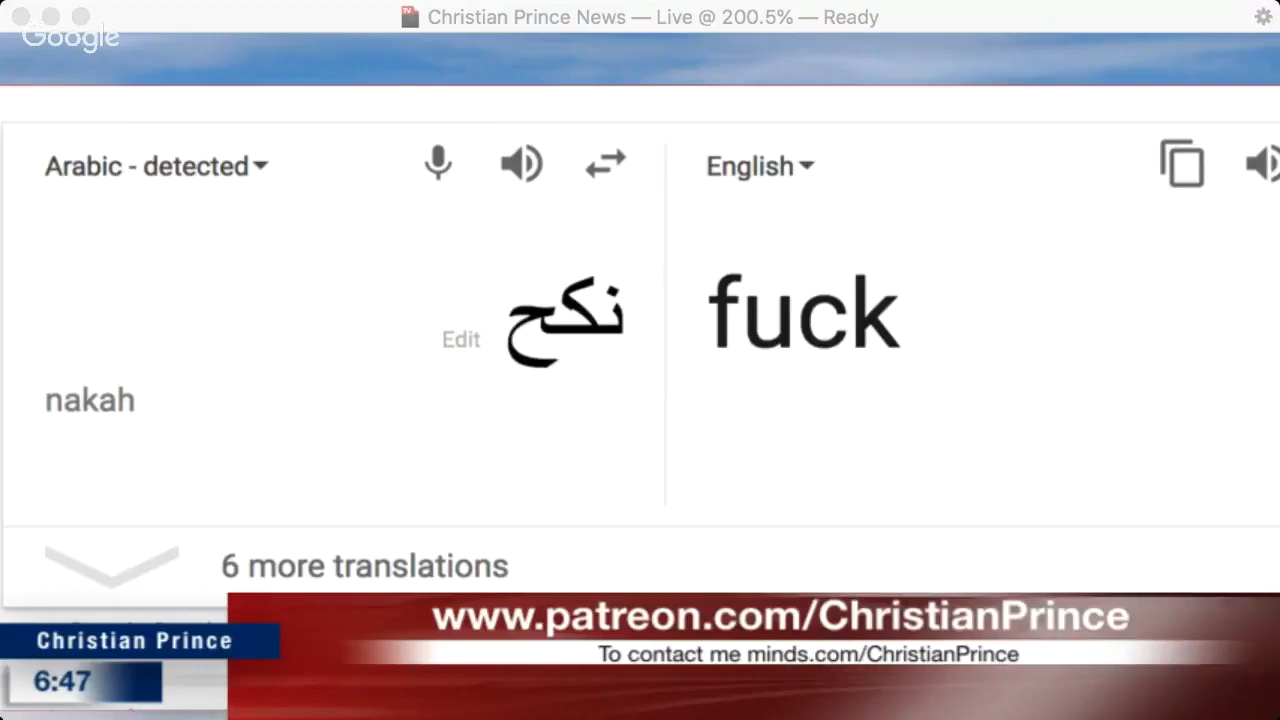 Christian Prince News — Live @ 200.5% — Ready
Google
Arabic - detected
English
نكح
Edit
fuck
nakah
6 more translations
www.patreon.com/ChristianPrince
Christian Prince
To contact me minds.com/ChristianPrince
6:47